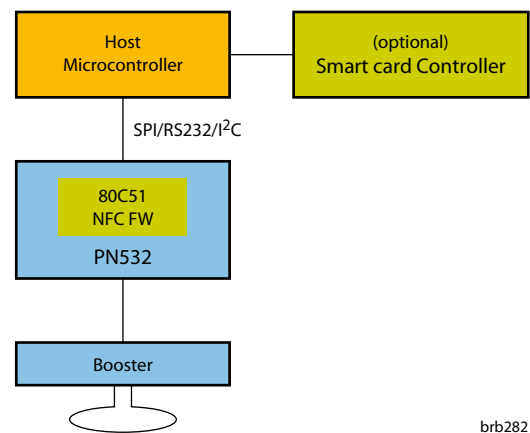 Host
Microcontroller
(optional)
Smart card Controller
SPI/RS232/I²C
80C51
NFC FW
PN532
Booster
brb282